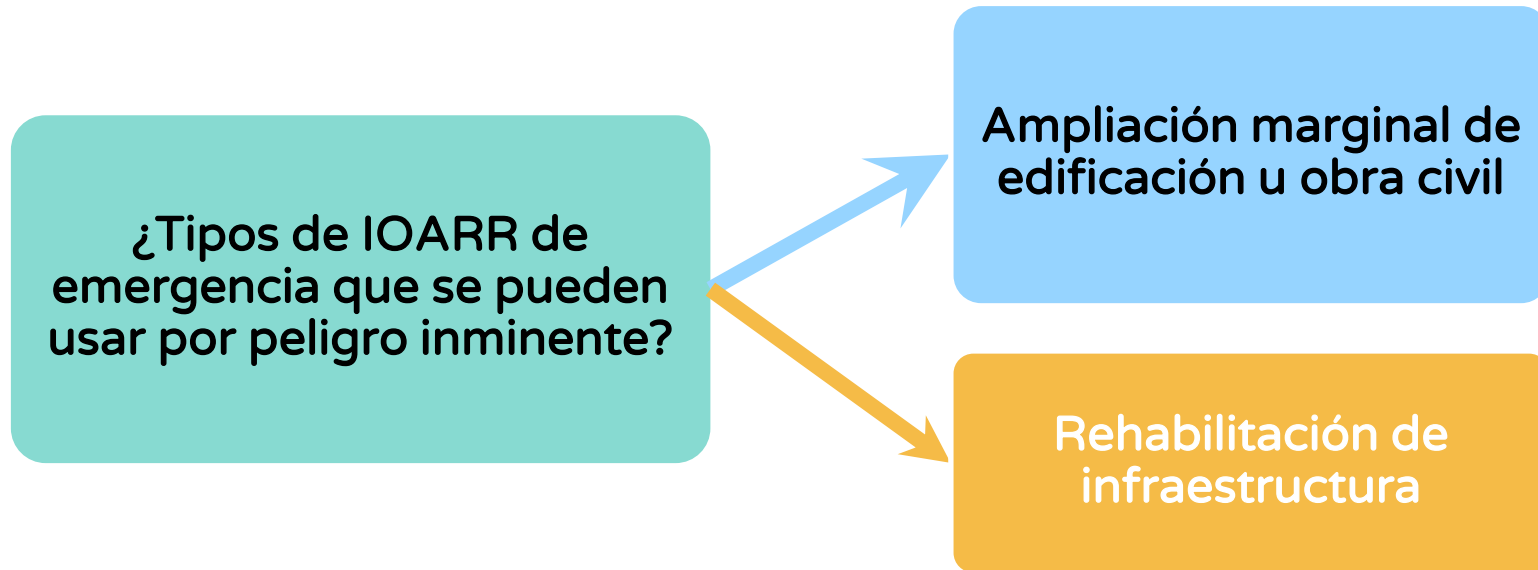 ¿Tipos de IOARR de
emergencia que se pueden
usar por peligro inminente?
Ampliación marginal de
edificación u obra civil
Rehabilitación de
infraestructura